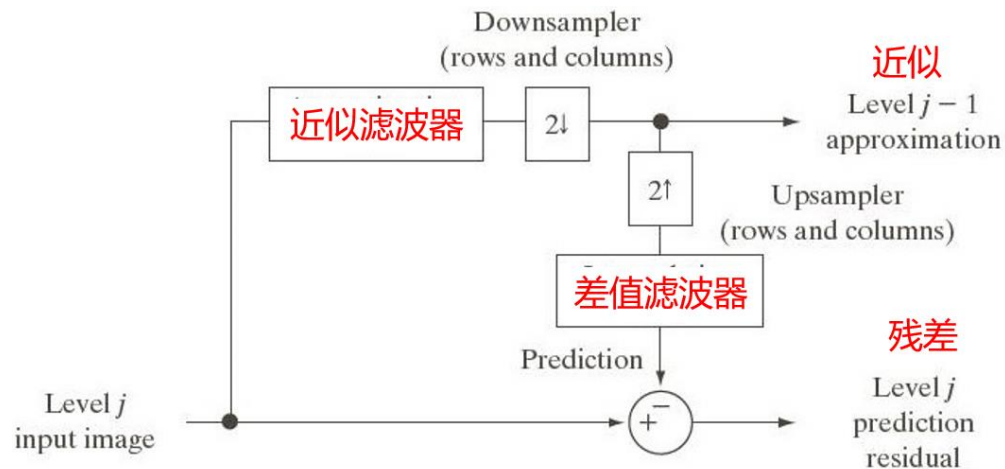 Downsampler
(rows and columns)
近似
近似滤波器
2↓
Level j − 1
approximation
2↑
Upsampler
(rows and columns)
差值滤波器
Prediction
残差
Level j
input image
+
−
Level j
prediction
residual